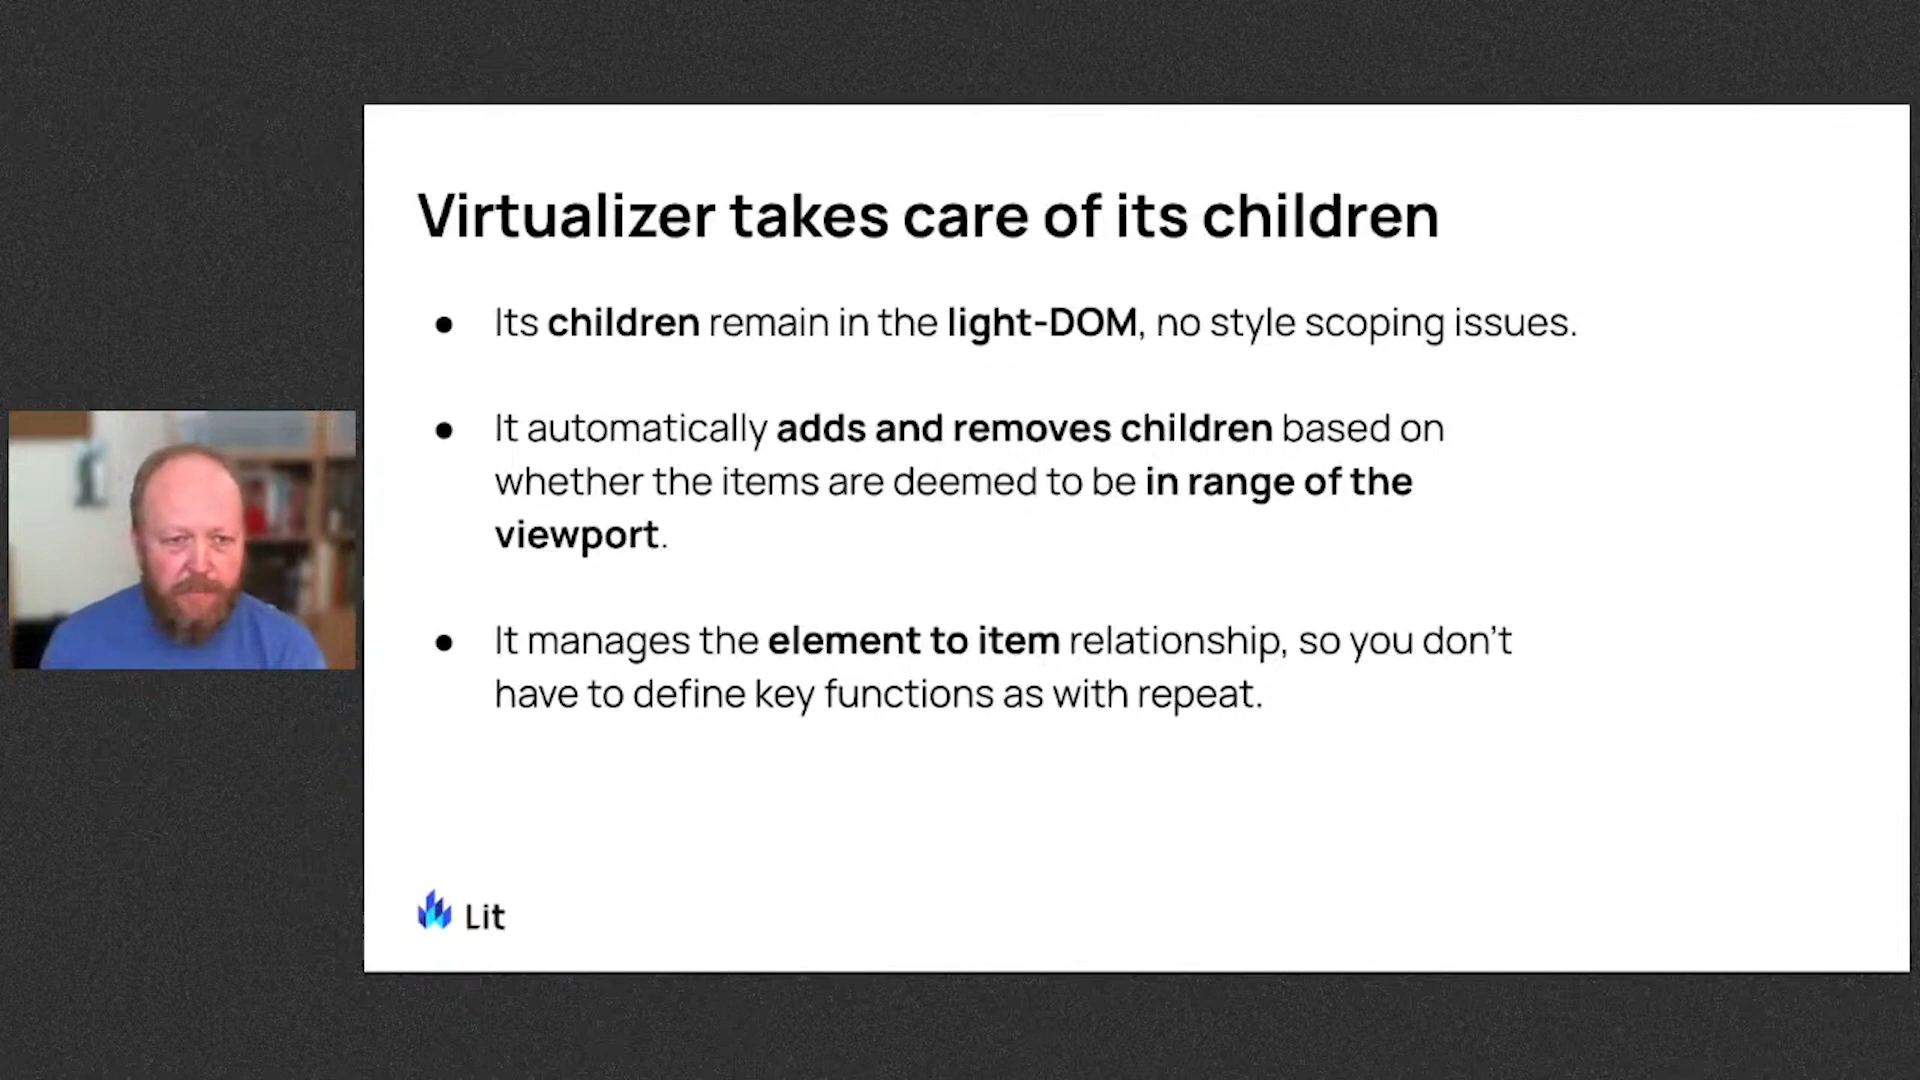 Virtualizer takes care of its children
● Its children remain in the light-DOM, no style scoping issues.
● It automatically adds and removes children based on
whether the items are deemed to be in range of the
viewport.
● It manages the element to item relationship, so you don't
have to define key functions as with repeat.
Lit